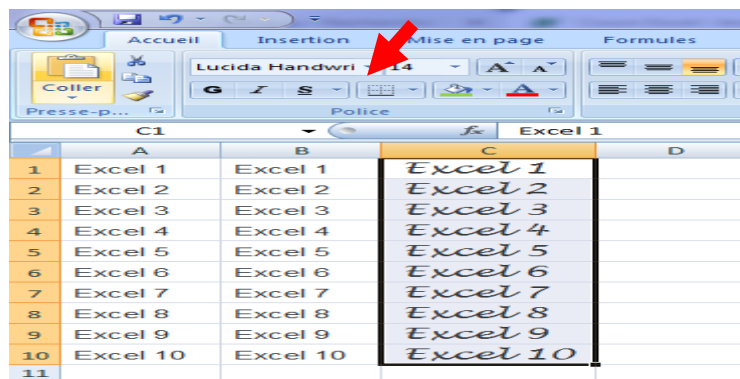 Accueil Insertion Mise en page Formules
Coller
Lucida Handwri 14 A A
G I S A
Presse-p... Police
C1 fx Excel 1
A B C D
1 Excel 1 Excel 1 Excel 1
2 Excel 2 Excel 2 Excel 2
3 Excel 3 Excel 3 Excel 3
4 Excel 4 Excel 4 Excel 4
5 Excel 5 Excel 5 Excel 5
6 Excel 6 Excel 6 Excel 6
7 Excel 7 Excel 7 Excel 7
8 Excel 8 Excel 8 Excel 8
9 Excel 9 Excel 9 Excel 9
10 Excel 10 Excel 10 Excel 10
11